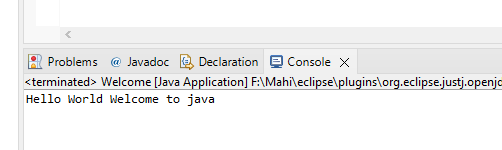 Problems @ Javadoc Declaration Console
<terminated> Welcome [Java Application] F:\Mahi\eclipse\plugins\org.eclipse.justj.openjd
Hello World Welcome to java